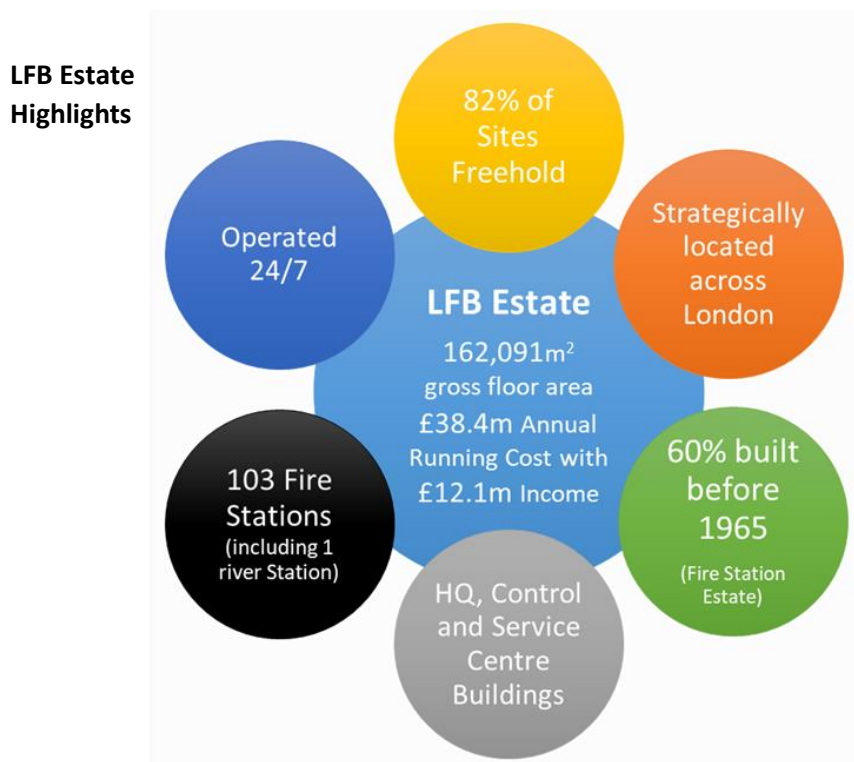 LFB Estate
Highlights
82% of
Sites
Freehold
Strategically
located
across
London
60% built
before
1965
(Fire Station
Estate)
HQ, Control
and Service
Centre
Buildings
103 Fire
Stations
(including 1
river Station)
Operated
24/7
LFB Estate
162,091m²
gross floor area
£38.4m Annual
Running Cost with
£12.1m Income